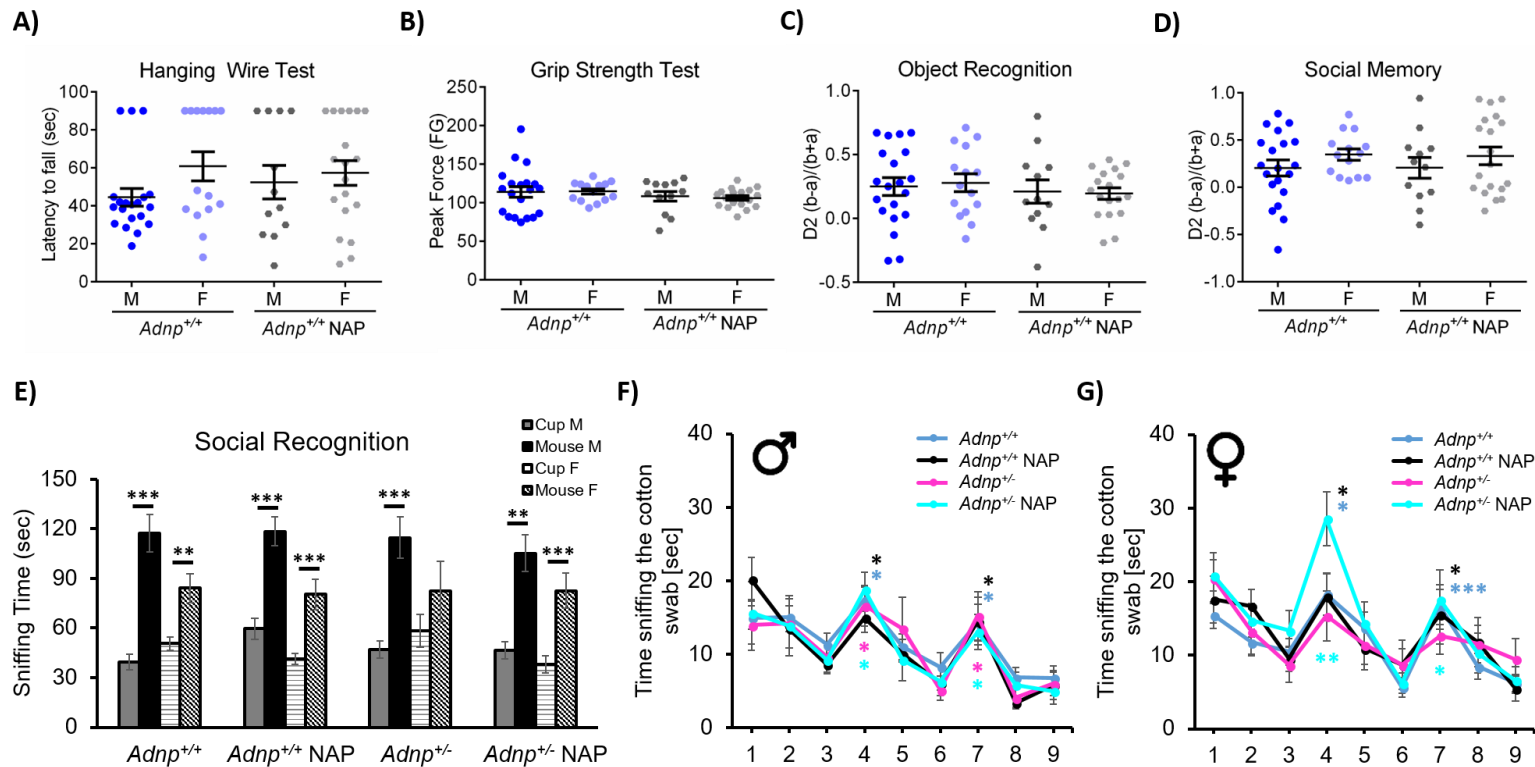 A)
Hanging Wire Test
Latency to fall (sec)
100
80
60
40
20
0
M F M F
Adnp+/+ Adnp+/+ NAP
B)
Grip Strength Test
Peak Force (FG)
250
200
150
100
50
0
M F M F
Adnp+/+ Adnp+/+ NAP
C)
Object Recognition
D2 (b-a)/(b+a)
1.0
0.5
0.0
-0.5
M F M F
Adnp+/+ Adnp+/+ NAP
D)
Social Memory
D2 (b-a)/(b+a)
1.0
0.5
0.0
-0.5
-1.0
M F M F
Adnp+/+ Adnp+/+ NAP
E)
Social Recognition
Cup M
Mouse M
Cup F
Mouse F
Sniffing Time (sec)
150
120
90
60
30
0
*** ** *** *** *** ** ***
Adnp+/+ Adnp+/+ NAP Adnp+/- Adnp+/- NAP
F)
♂
Adnp+/+
Adnp+/+ NAP
Adnp+/-
Adnp+/- NAP
Time sniffing the cotton
swab [sec]
40
30
20
10
0
* *
* *
* *
* *
1 2 3 4 5 6 7 8 9
G)
♀
Adnp+/+
Adnp+/+ NAP
Adnp+/-
Adnp+/- NAP
Time sniffing the cotton
swab [sec]
40
30
20
10
0
*
*
*
***
** *
1 2 3 4 5 6 7 8 9